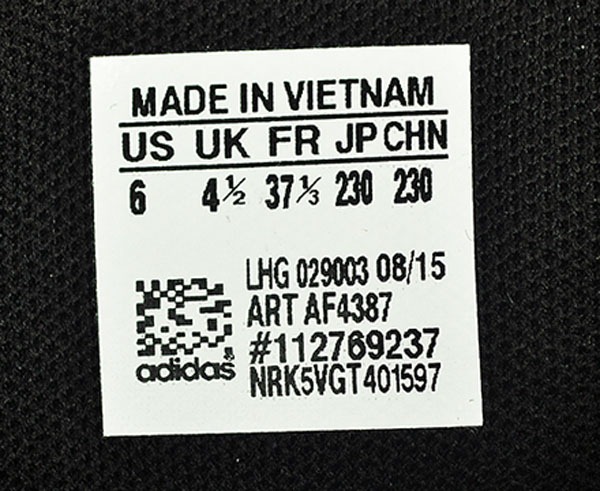 MADE IN VIETNAM
US UK FR JP CHN
6 4½ 37⅓ 230 230
LHG 029003 08/15
ART AF4387
#112769237
NRK5VGT401597
adidas®